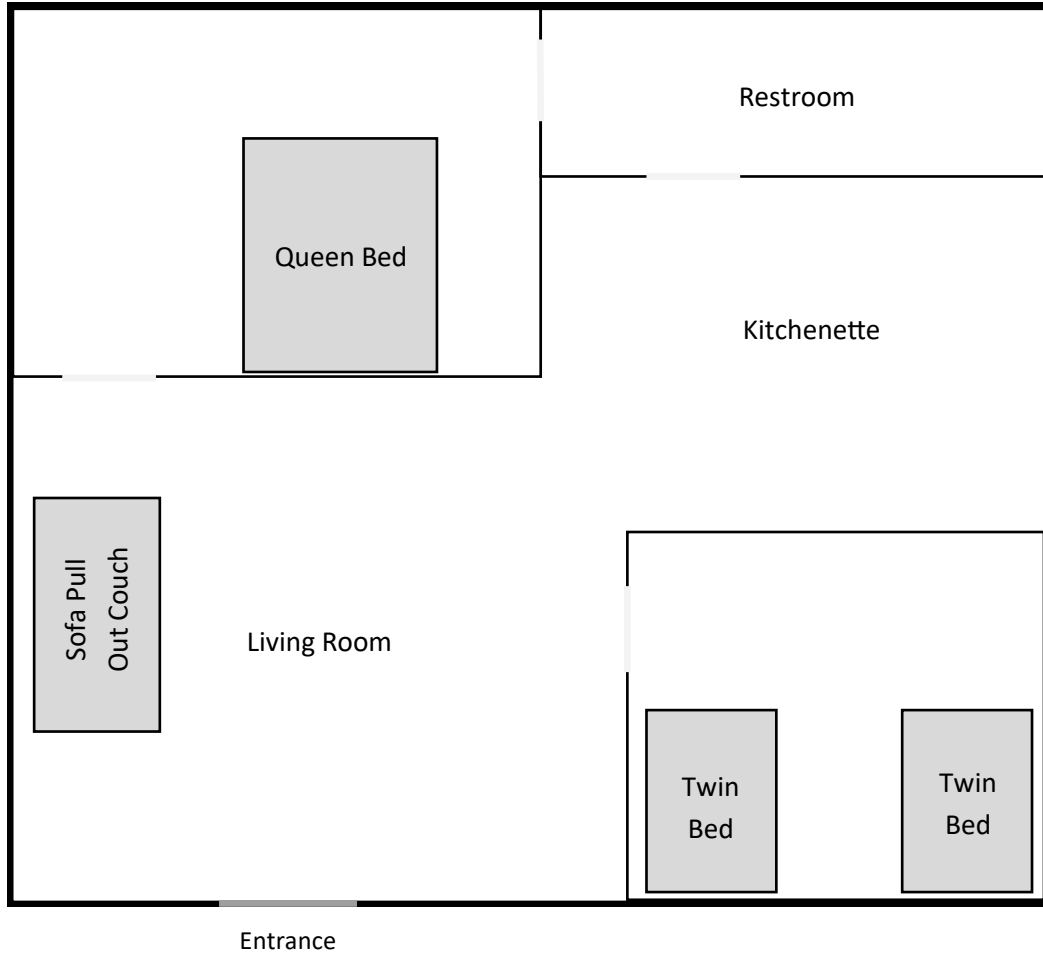 Restroom
Queen Bed
Kitchenette
Sofa Pull
Out Couch
Living Room
Twin
Bed
Twin
Bed
Entrance